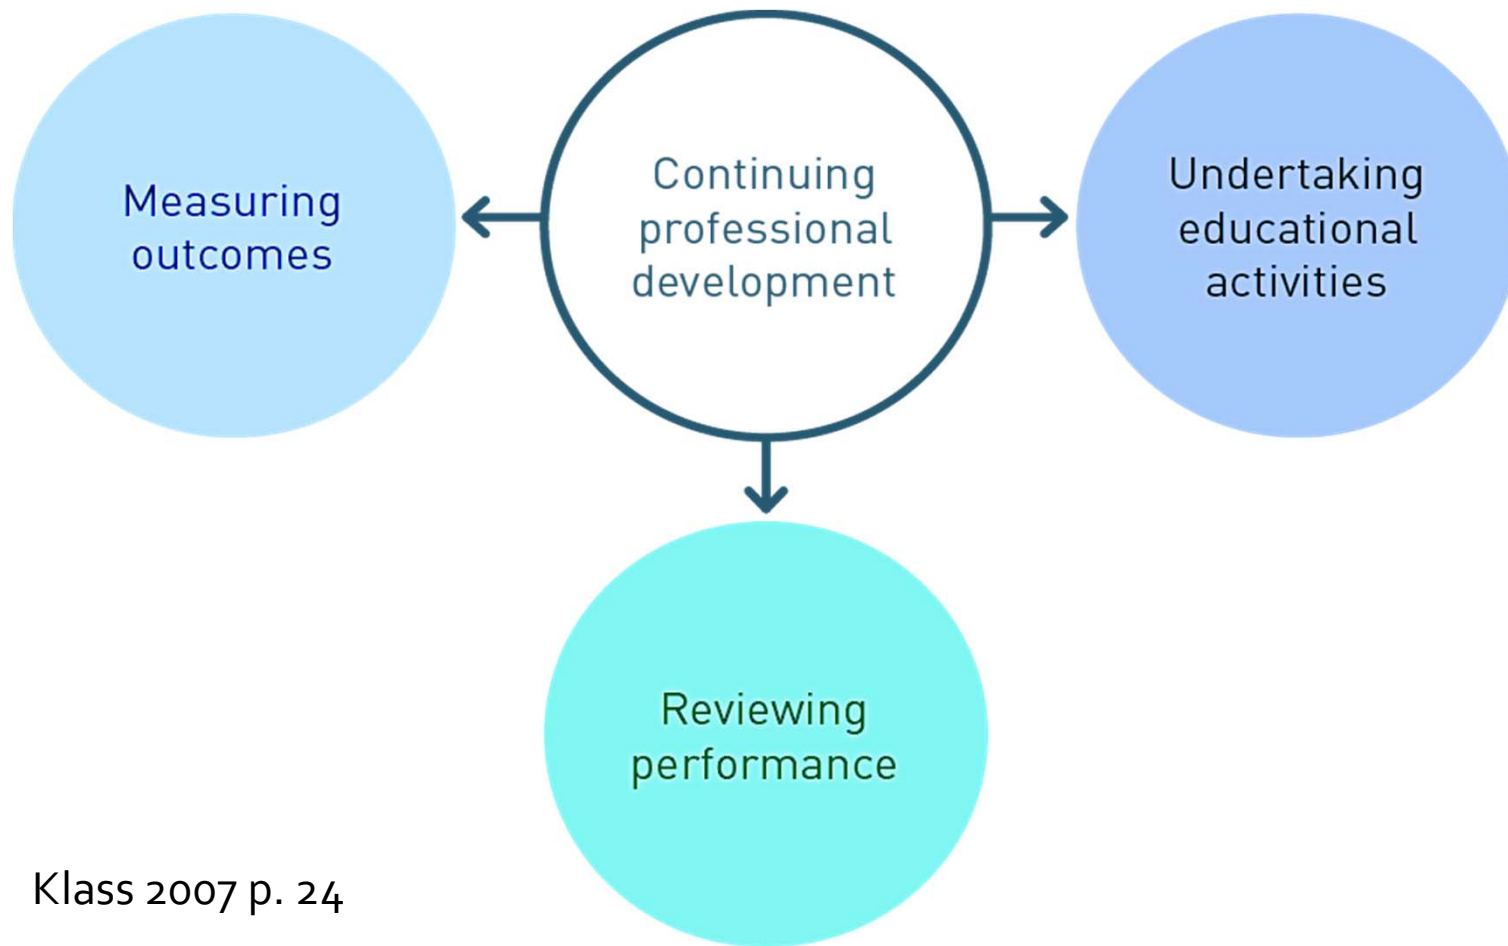 Measuring
outcomes
Continuing
professional
development
Undertaking
educational
activities
Reviewing
performance
Klass 2007 p. 24